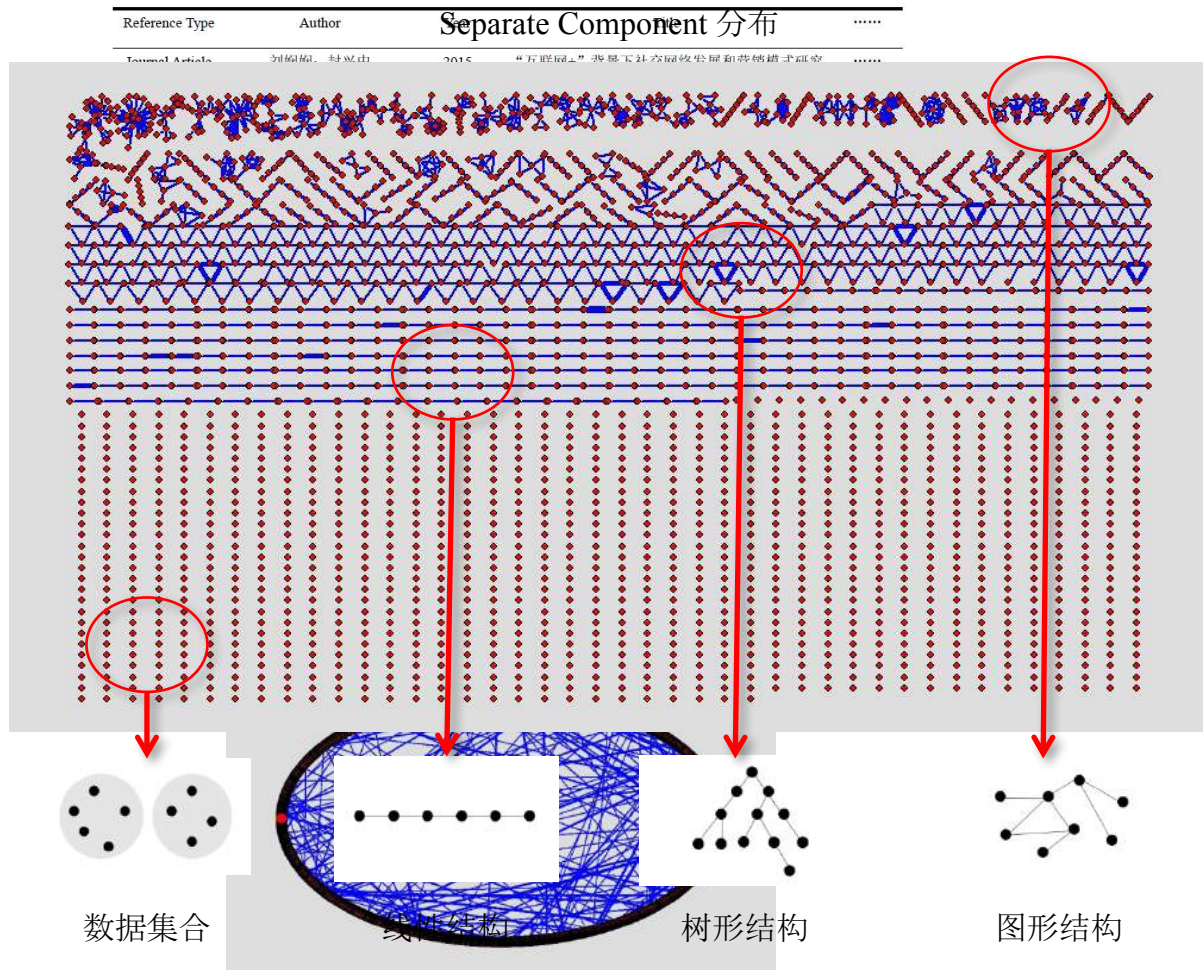 Separate Component 分布
Reference Type Author Year Title ……
Journal Article 2015 “互联网+”背景下社交网络发展和营销模式研究 ……
数据集合 线性结构 树形结构 图形结构